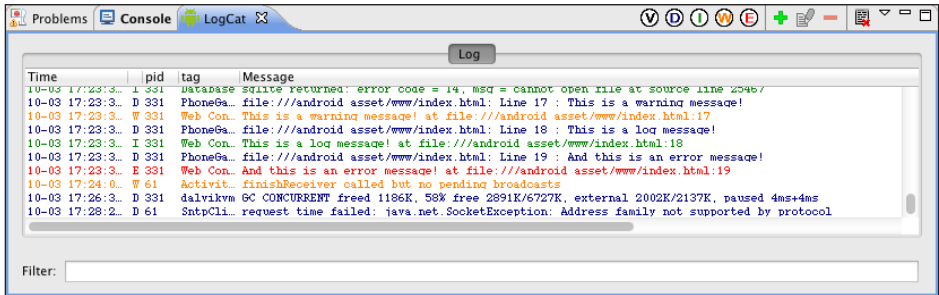 Problems Console LogCat V D I W E
Log
Time pid tag Message
10-03 17:23:3... I 331 Database sqlite returned: error code = 14, msg = cannot open file at source line 25467
10-03 17:23:3... D 331 PhoneGa... file:///android asset/www/index.html: Line 17 : This is a warning message!
10-03 17:23:3... W 331 Web Con... This is a warning message! at file:///android asset/www/index.html:17
10-03 17:23:3... D 331 PhoneGa... file:///android asset/www/index.html: Line 18 : This is a log message!
10-03 17:23:3... I 331 Web Con... This is a log message! at file:///android asset/www/index.html:18
10-03 17:23:3... D 331 PhoneGa... file:///android asset/www/index.html: Line 19 : And this is an error message!
10-03 17:23:3... E 331 Web Con... And this is an error message! at file:///android asset/www/index.html:19
10-03 17:24:0... W 61 Activit... finishReceiver called but no pending broadcasts
10-03 17:26:3... D 331 dalvikvm GC CONCURRENT freed 1186K, 58% free 2891K/6727K, external 2002K/2137K, paused 4ms+4ms
10-03 17:28:2... D 61 SntpCli... request time failed: java.net.SocketException: Address family not supported by protocol
Filter: